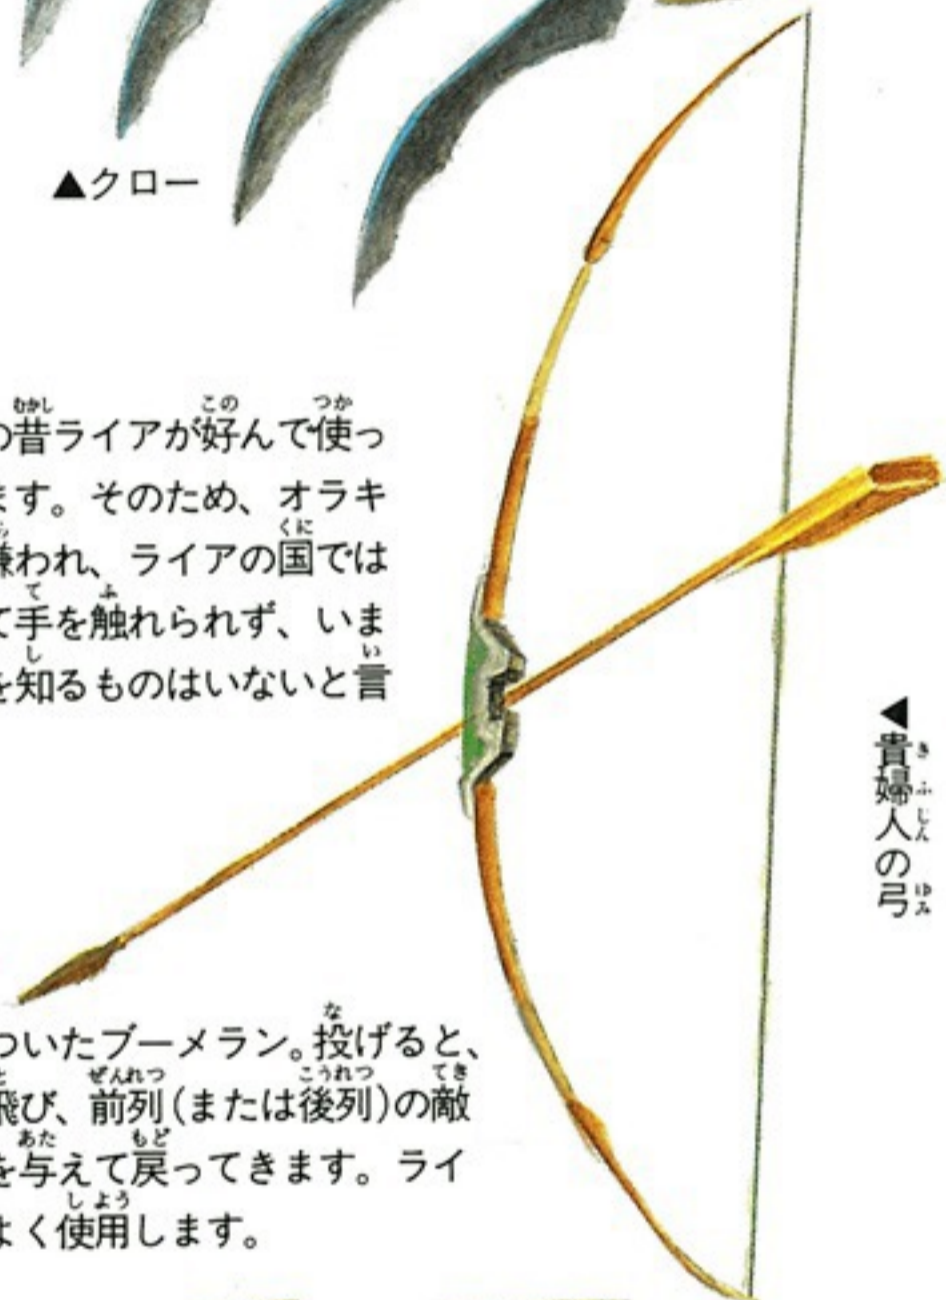 ▲クロー
の昔ライアが好んで使っ
ます。そのため、オラキ
嫌われ、ライアの国では
て手を触れられず、いま
を知るものはいないと言
◀貴婦人の弓
ついたブーメラン。投げると、
飛び、前列(または後列)の敵
を与えて戻ってきます。ライ
よく使用します。